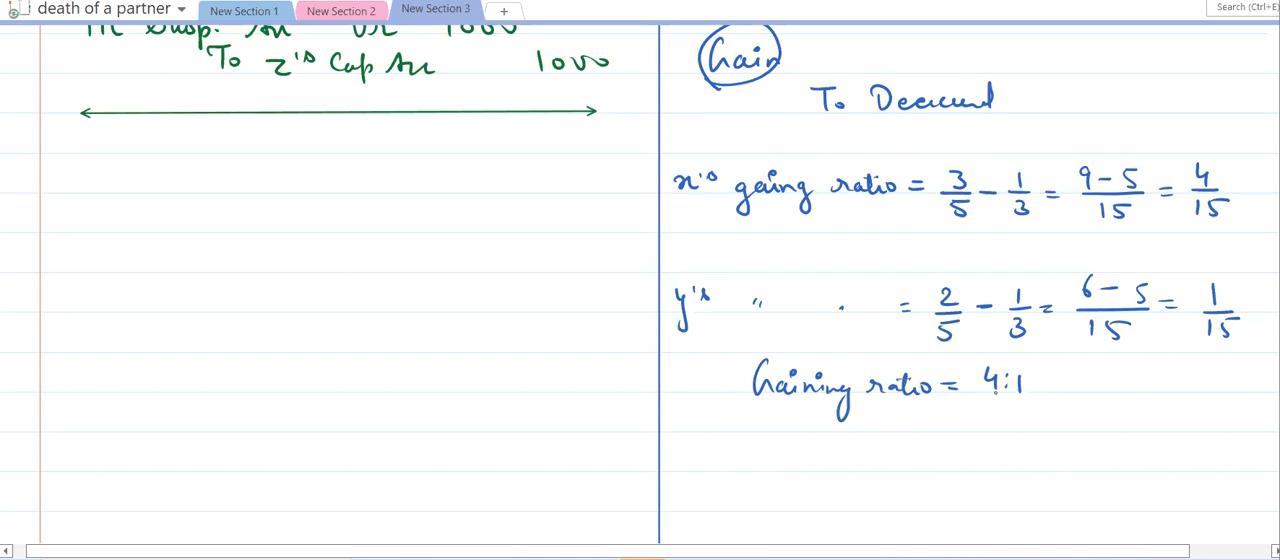 death of a partner
New Section 1
New Section 2
New Section 3
+
Search (Ctrl+E)
1000
To Z's Cap A/c 1000
Gain
To Deceased
x's gaing ratio = 3/5 - 1/3 = 9-5/15 = 4/15
y's " . = 2/5 - 1/3 = 6-5/15 = 1/15
Gaining ratio = 4:1